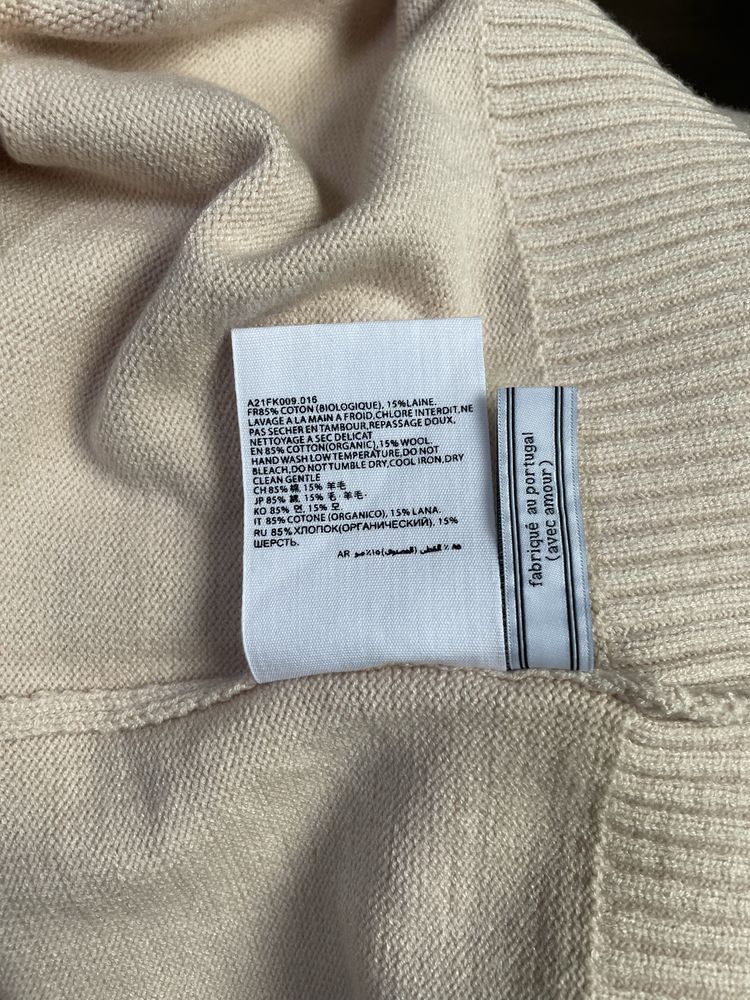 A21FK009.016
FR85% COTON (BIOLOGIQUE), 15%LAINE.
LAVAGE A LA MAIN A FROID,CHLORE INTERDIT,NE
PAS SECHER EN TAMBOUR,REPASSAGE DOUX,
NETTOYAGE A SEC DELICAT
EN 85% COTTON(ORGANIC),15% WOOL.
HAND WASH LOW TEMPERATURE,DO NOT
BLEACH,DO NOT TUMBLE DRY,COOL IRON,DRY
CLEAN GENTLE
CH 85% 棉, 15% 羊毛
JP 85% 綿, 15% 毛·羊毛·
KO 85% 면, 15% 모
IT 85% COTONE (ORGANICO), 15% LANA.
RU 85% ХЛОПОК(ОРГАНИЧЕСКИЙ), 15%
ШЕРСТЬ.
AR ٨٥ ٪ القطن ١٥٪
fabriqué au portugal
(avec amour)